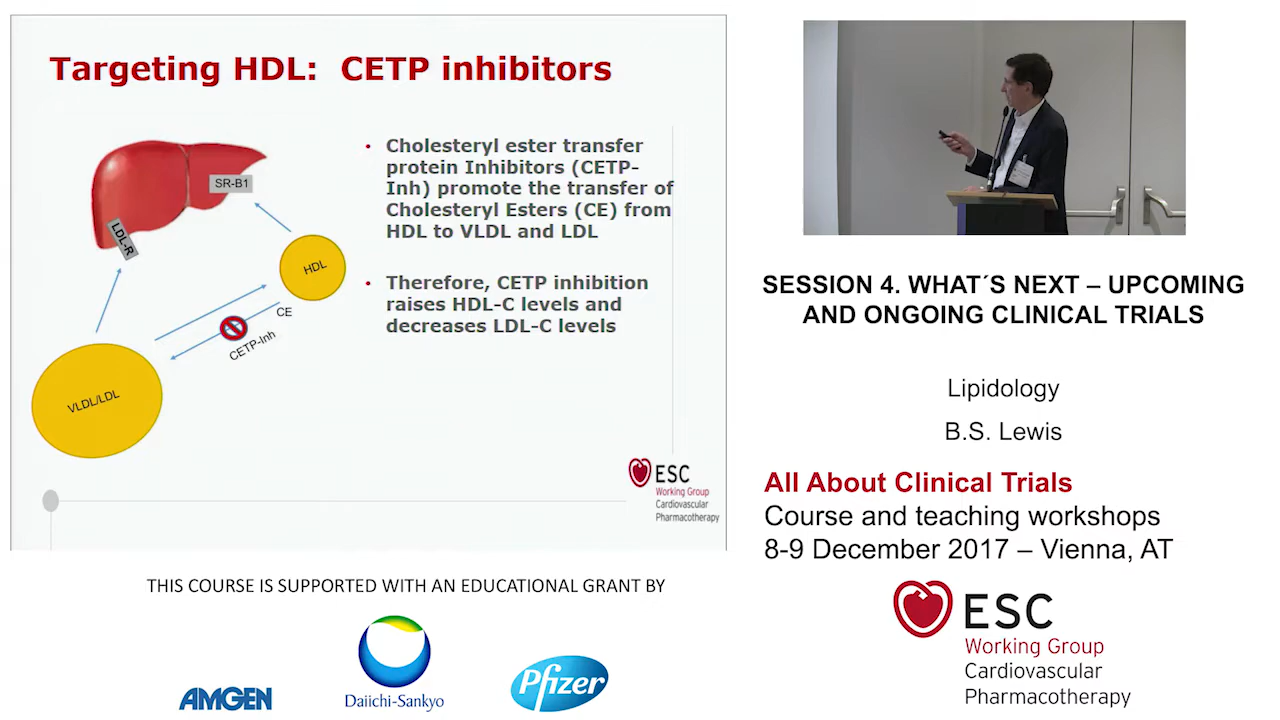 Targeting HDL: CETP inhibitors
SR-B1
LDL-R
HDL
CE
CETP-Inh
VLDL/LDL
• Cholesteryl ester transfer
protein Inhibitors (CETP-
Inh) promote the transfer of
Cholesteryl Esters (CE) from
HDL to VLDL and LDL
• Therefore, CETP inhibition
raises HDL-C levels and
decreases LDL-C levels
ESC
Working Group
Cardiovascular
Pharmacotherapy
SESSION 4. WHAT´S NEXT – UPCOMING
AND ONGOING CLINICAL TRIALS
Lipidology
B.S. Lewis
All About Clinical Trials
Course and teaching workshops
8-9 December 2017 – Vienna, AT
ESC
Working Group
Cardiovascular
Pharmacotherapy
THIS COURSE IS SUPPORTED WITH AN EDUCATIONAL GRANT BY
AMGEN
Daiichi-Sankyo
Pfizer